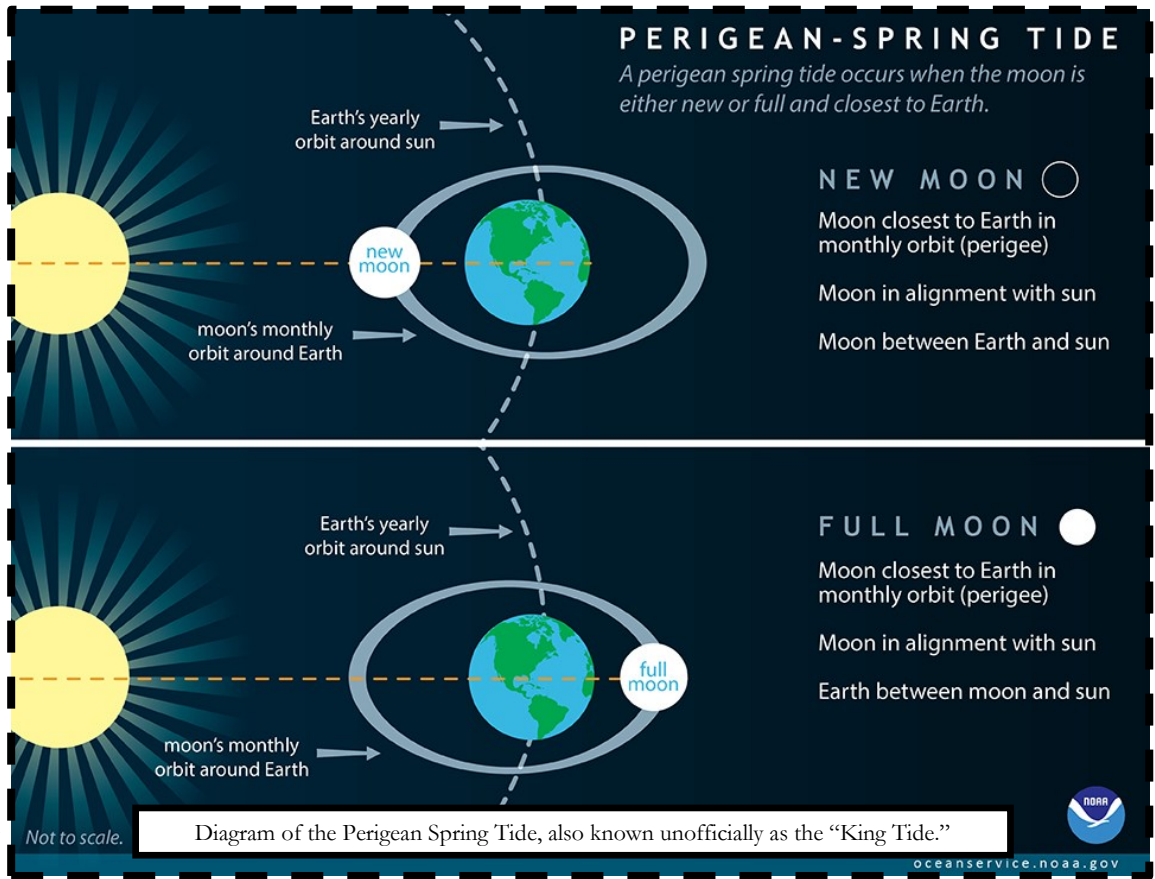 PERIGEAN-SPRING TIDE
A perigean spring tide occurs when the moon is
either new or full and closest to Earth.
Earth's yearly
orbit around sun
new
moon
moon's monthly
orbit around Earth
NEW MOON
Moon closest to Earth in
monthly orbit (perigee)
Moon in alignment with sun
Moon between Earth and sun
Earth's yearly
orbit around sun
full
moon
moon's monthly
orbit around Earth
FULL MOON
Moon closest to Earth in
monthly orbit (perigee)
Moon in alignment with sun
Earth between moon and sun
NOAA
Not to scale.
Diagram of the Perigean Spring Tide, also known unofficially as the “King Tide.”
oceanservice.noaa.gov